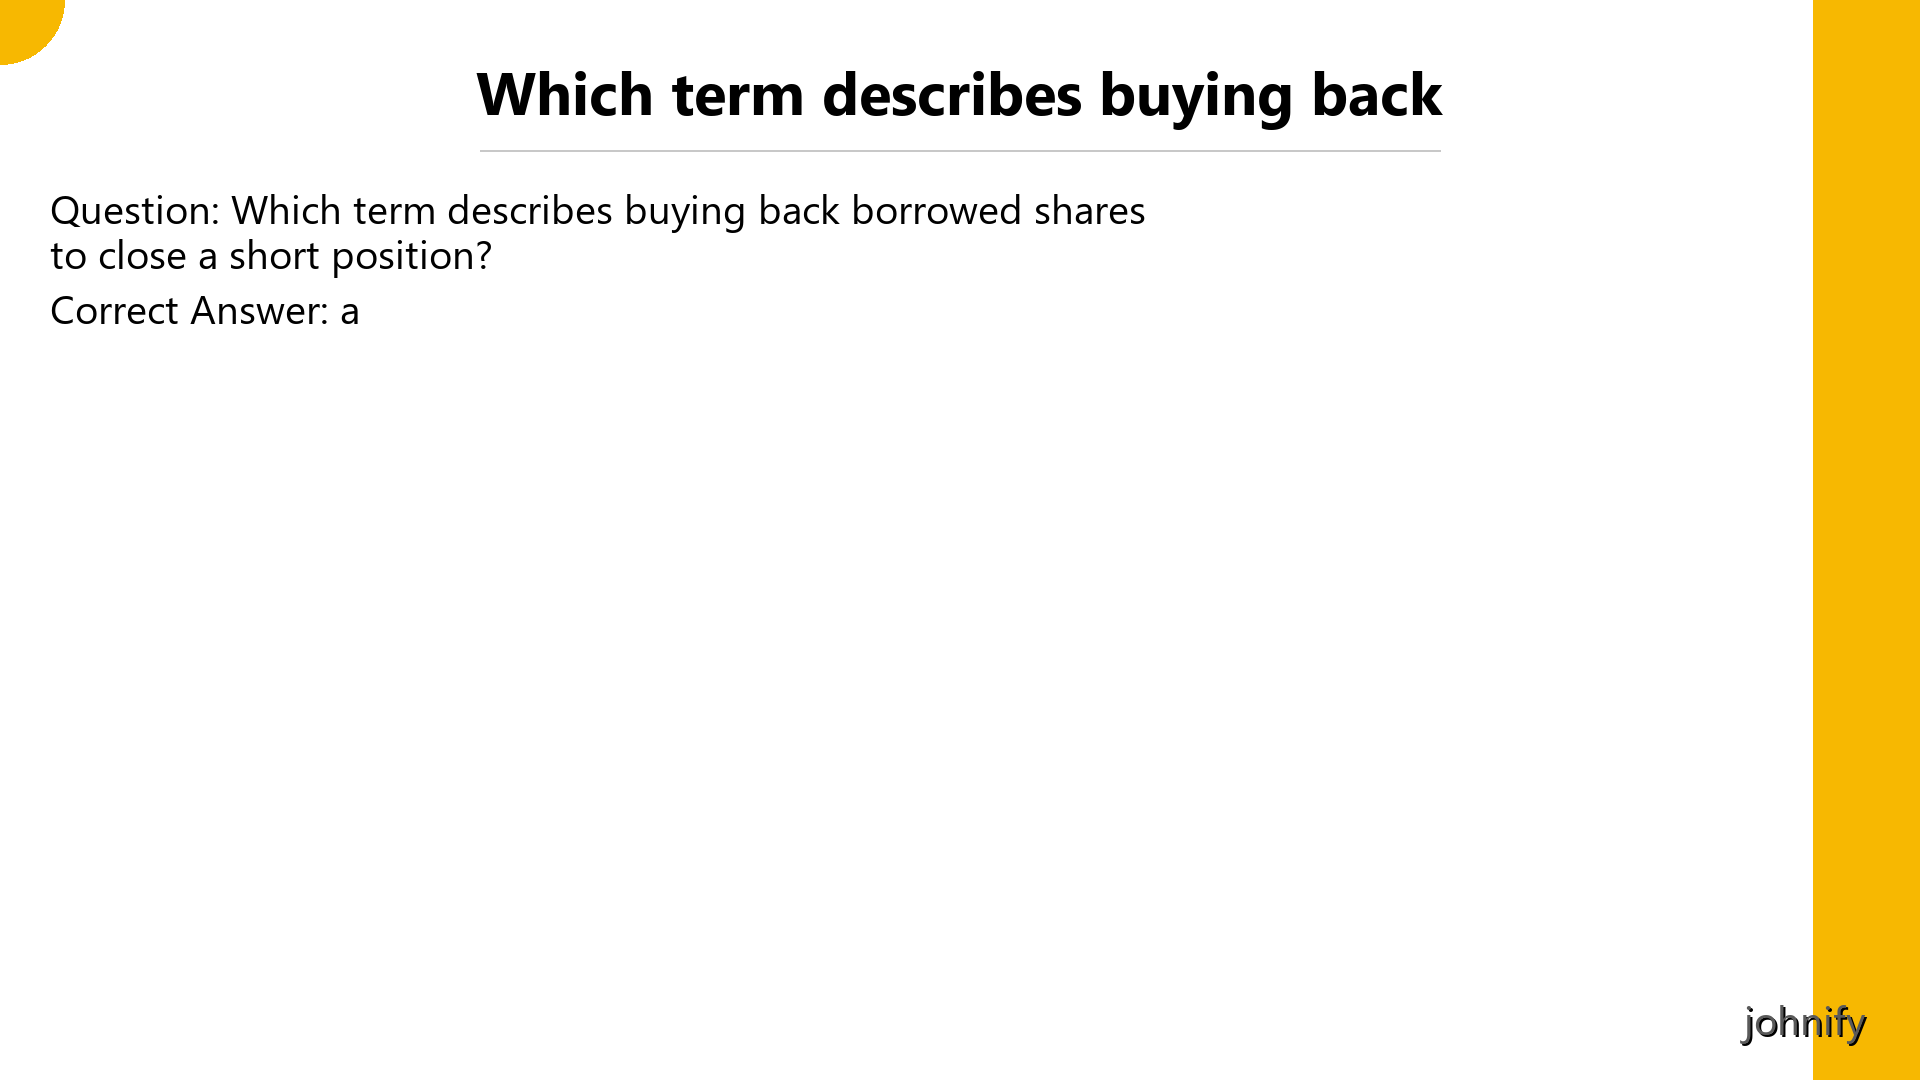 Which term describes buying back
Question: Which term describes buying back borrowed shares
to close a short position?
Correct Answer: a
johnify